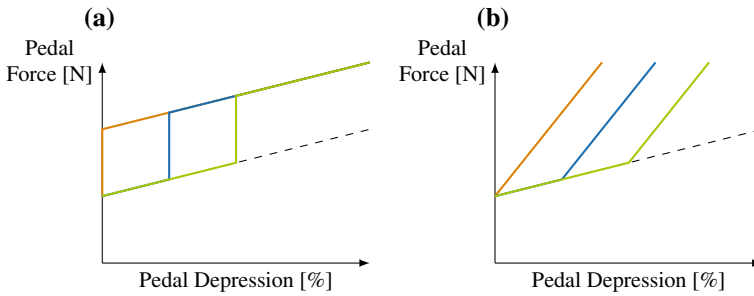 (a)
Pedal
Force [N]
Pedal Depression [%]
(b)
Pedal
Force [N]
Pedal Depression [%]